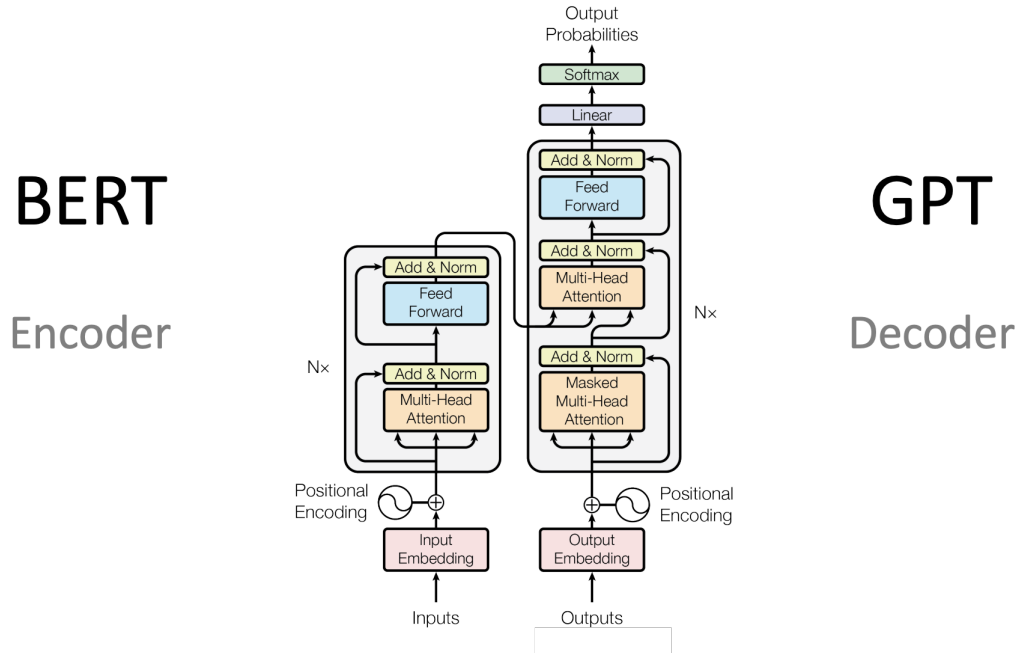 Output
Probabilities
Softmax
Linear
Add & Norm
Feed
Forward
Add & Norm
Multi-Head
Attention
Nx
Add & Norm
Masked
Multi-Head
Attention
Positional
Encoding
Output
Embedding
Outputs
BERT
Encoder
Add & Norm
Feed
Forward
Nx
Add & Norm
Multi-Head
Attention
Positional
Encoding
Input
Embedding
Inputs
GPT
Decoder